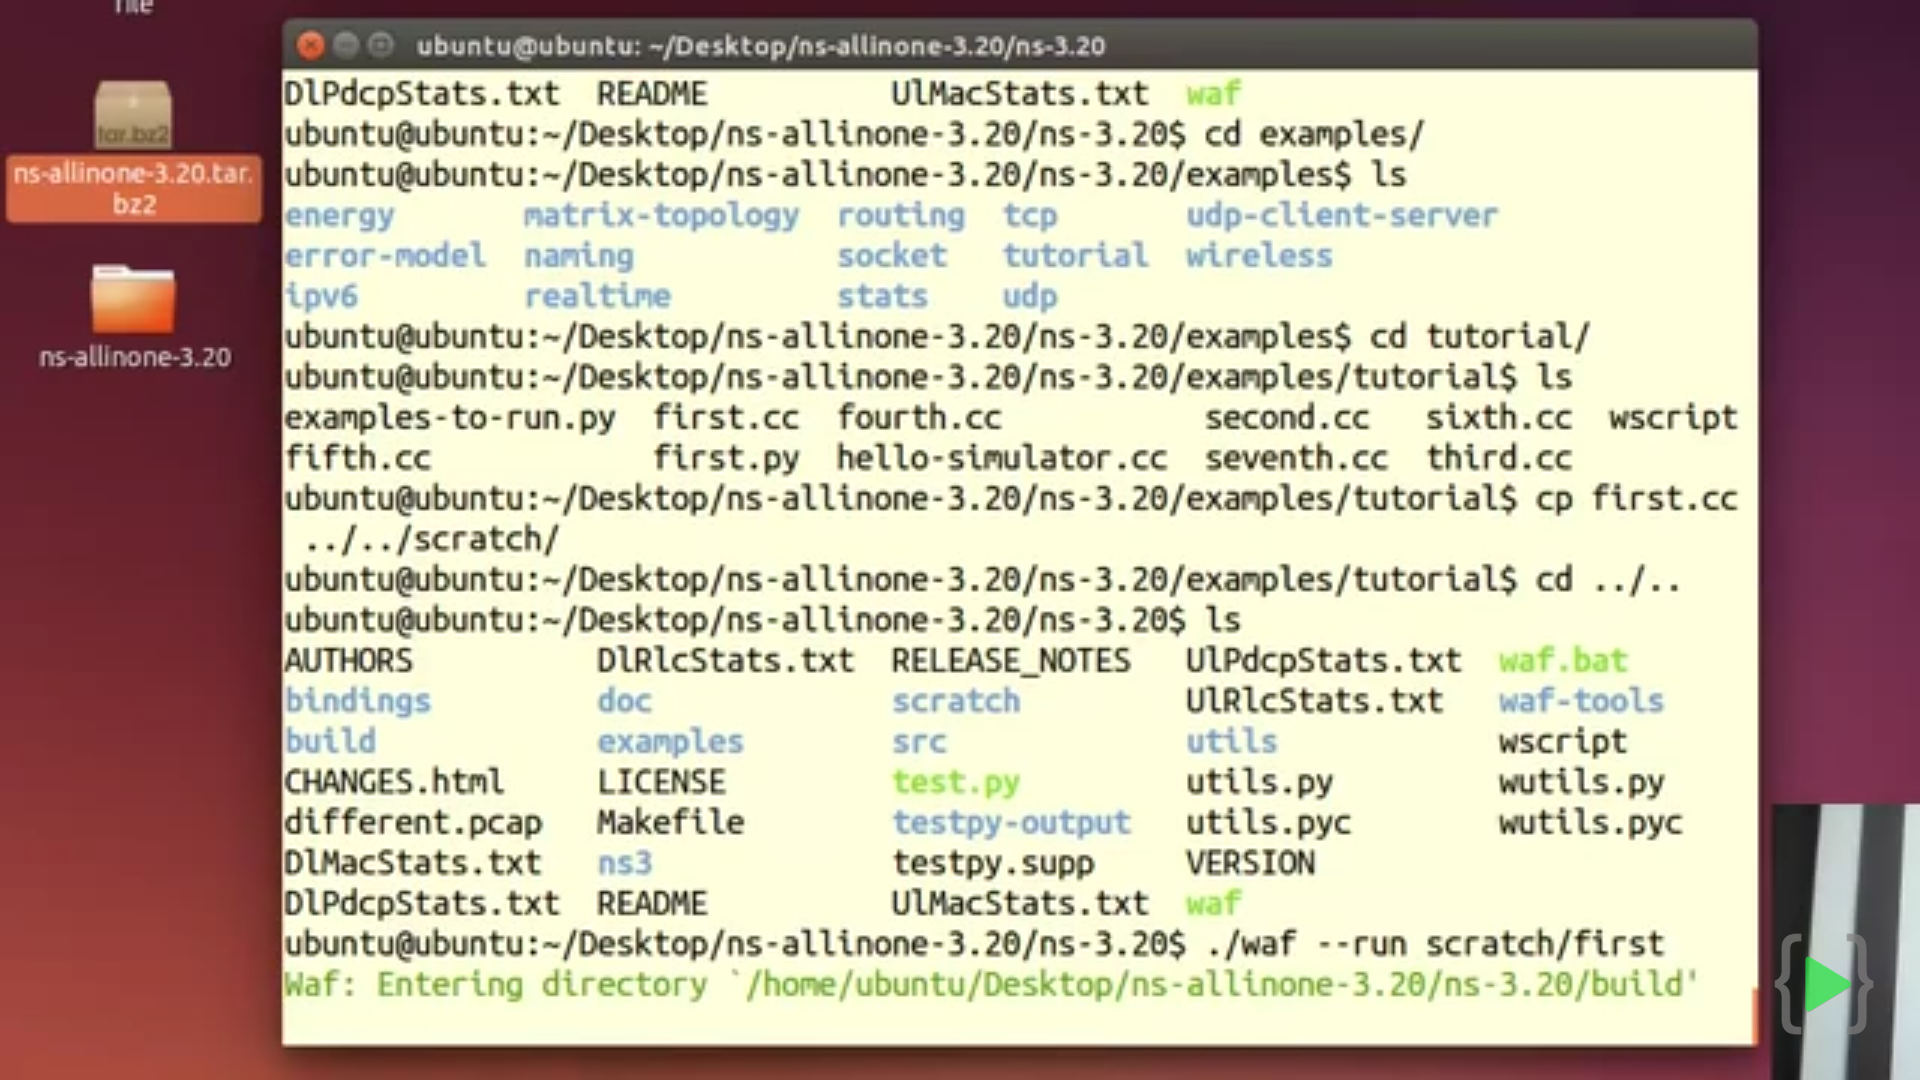 file
ns-allinone-3.20.tar.
bz2
tar.bz2
ns-allinone-3.20
ubuntu@ubuntu: ~/Desktop/ns-allinone-3.20/ns-3.20
DlPdcpStats.txt  README          UlMacStats.txt  waf
ubuntu@ubuntu:~/Desktop/ns-allinone-3.20/ns-3.20$ cd examples/
ubuntu@ubuntu:~/Desktop/ns-allinone-3.20/ns-3.20/examples$ ls
energy       matrix-topology  routing  tcp       udp-client-server
error-model  naming           socket   tutorial  wireless
ipv6         realtime         stats    udp
ubuntu@ubuntu:~/Desktop/ns-allinone-3.20/ns-3.20/examples$ cd tutorial/
ubuntu@ubuntu:~/Desktop/ns-allinone-3.20/ns-3.20/examples/tutorial$ ls
examples-to-run.py  first.cc  fourth.cc           second.cc   sixth.cc  wscript
fifth.cc            first.py  hello-simulator.cc  seventh.cc  third.cc
ubuntu@ubuntu:~/Desktop/ns-allinone-3.20/ns-3.20/examples/tutorial$ cp first.cc
../../scratch/
ubuntu@ubuntu:~/Desktop/ns-allinone-3.20/ns-3.20/examples/tutorial$ cd ../..
ubuntu@ubuntu:~/Desktop/ns-allinone-3.20/ns-3.20$ ls
AUTHORS          DlRlcStats.txt  RELEASE_NOTES   UlPdcpStats.txt  waf.bat
bindings         doc             scratch         UlRlcStats.txt   waf-tools
build            examples        src             utils            wscript
CHANGES.html     LICENSE         test.py         utils.py         wutils.py
different.pcap   Makefile        testpy-output   utils.pyc        wutils.pyc
DlMacStats.txt   ns3             testpy.supp     VERSION
DlPdcpStats.txt  README          UlMacStats.txt  waf
ubuntu@ubuntu:~/Desktop/ns-allinone-3.20/ns-3.20$ ./waf --run scratch/first
Waf: Entering directory `/home/ubuntu/Desktop/ns-allinone-3.20/ns-3.20/build'